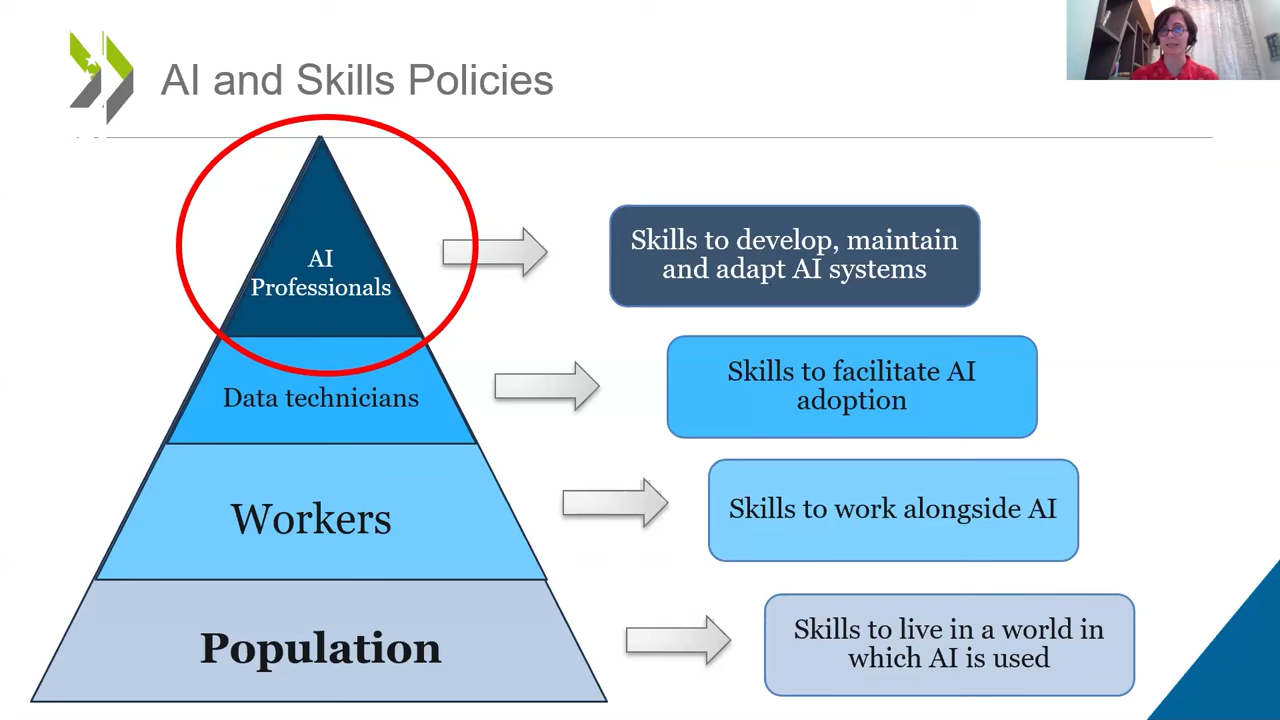 AI and Skills Policies
AI
Professionals
Skills to develop, maintain
and adapt AI systems
Data technicians
Skills to facilitate AI
adoption
Workers
Skills to work alongside AI
Population
Skills to live in a world in
which AI is used